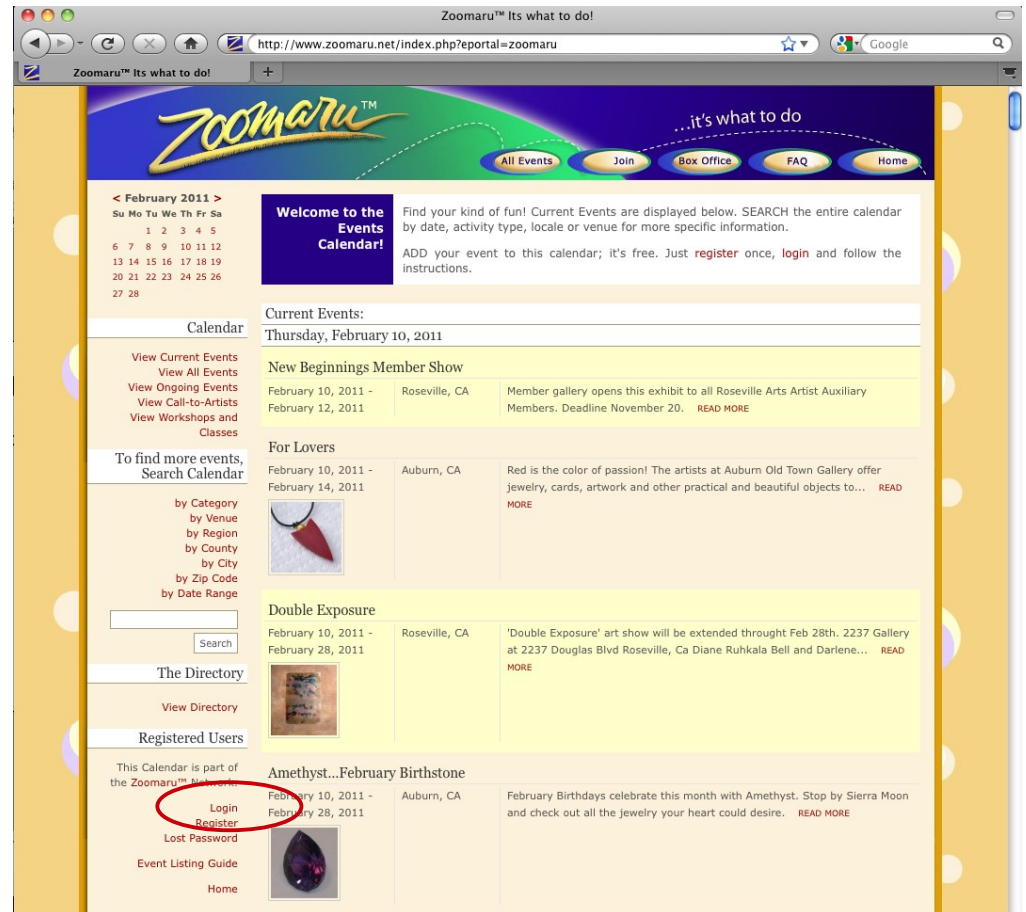 Zoomaru™ Its what to do!
http://www.zoomaru.net/index.php?eportal=zoomaru
Google
Zoomaru™ Its what to do!
+
Zoomaru™
...it's what to do
All Events
Join
Box Office
FAQ
Home
< February 2011 >
Su Mo Tu We Th Fr Sa
1 2 3 4 5
6 7 8 9 10 11 12
13 14 15 16 17 18 19
20 21 22 23 24 25 26
27 28
Calendar
View Current Events
View All Events
View Ongoing Events
View Call-to-Artists
View Workshops and
Classes
To find more events,
Search Calendar
by Category
by Venue
by Region
by County
by City
by Zip Code
by Date Range
Search
The Directory
View Directory
Registered Users
This Calendar is part of
the Zoomaru™ Network.
Login
Register
Lost Password
Event Listing Guide
Home
Welcome to the
Events
Calendar!
Find your kind of fun! Current Events are displayed below. SEARCH the entire calendar
by date, activity type, locale or venue for more specific information.
ADD your event to this calendar; it's free. Just register once, login and follow the
instructions.
Current Events:
Thursday, February 10, 2011
New Beginnings Member Show
February 10, 2011 -
February 12, 2011
Roseville, CA
Member gallery opens this exhibit to all Roseville Arts Artist Auxiliary
Members. Deadline November 20. READ MORE
For Lovers
February 10, 2011 -
February 14, 2011
Auburn, CA
Red is the color of passion! The artists at Auburn Old Town Gallery offer
jewelry, cards, artwork and other practical and beautiful objects to... READ
MORE
Double Exposure
February 10, 2011 -
February 28, 2011
Roseville, CA
'Double Exposure' art show will be extended throught Feb 28th. 2237 Gallery
at 2237 Douglas Blvd Roseville, Ca Diane Ruhkala Bell and Darlene... READ
MORE
Amethyst...February Birthstone
February 10, 2011 -
February 28, 2011
Auburn, CA
February Birthdays celebrate this month with Amethyst. Stop by Sierra Moon
and check out all the jewelry your heart could desire. READ MORE